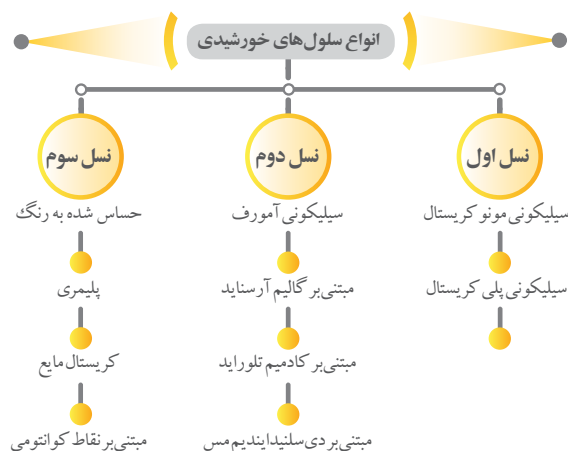 انواع سلول‌های خورشیدی
نسل اول
سیلیکونی مونو کریستال
سیلیکونی پلی کریستال
نسل دوم
سیلیکونی آمورف
مبتنی بر گالیم آرسناید
مبتنی بر کادمیم تلوراید
مبتنی بر دی سلنید ایندیم مس
نسل سوم
حساس شده به رنگ
پلیمری
کریستال مایع
مبتنی بر نقاط کوانتومی